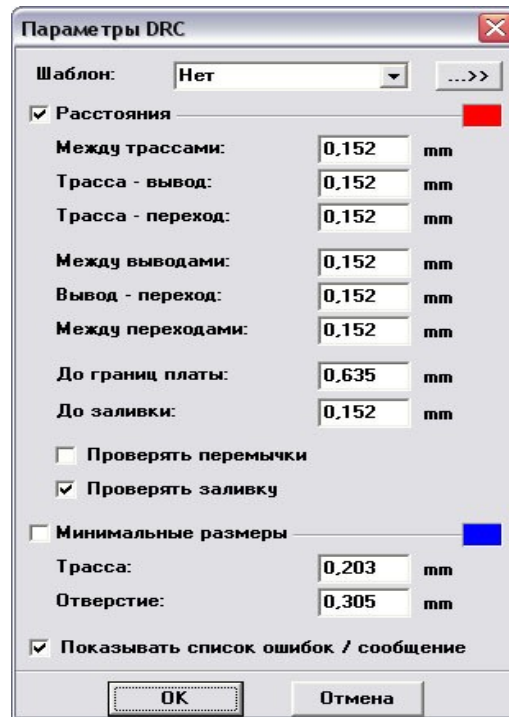 Параметры DRC
Шаблон: Нет ...>>
Расстояния
Между трассами: 0,152 mm
Трасса - вывод: 0,152 mm
Трасса - переход: 0,152 mm
Между выводами: 0,152 mm
Вывод - переход: 0,152 mm
Между переходами: 0,152 mm
До границ платы: 0,635 mm
До заливки: 0,152 mm
Проверять перемычки
Проверять заливку
Минимальные размеры
Трасса: 0,203 mm
Отверстие: 0,305 mm
Показывать список ошибок / сообщение
OK Отмена